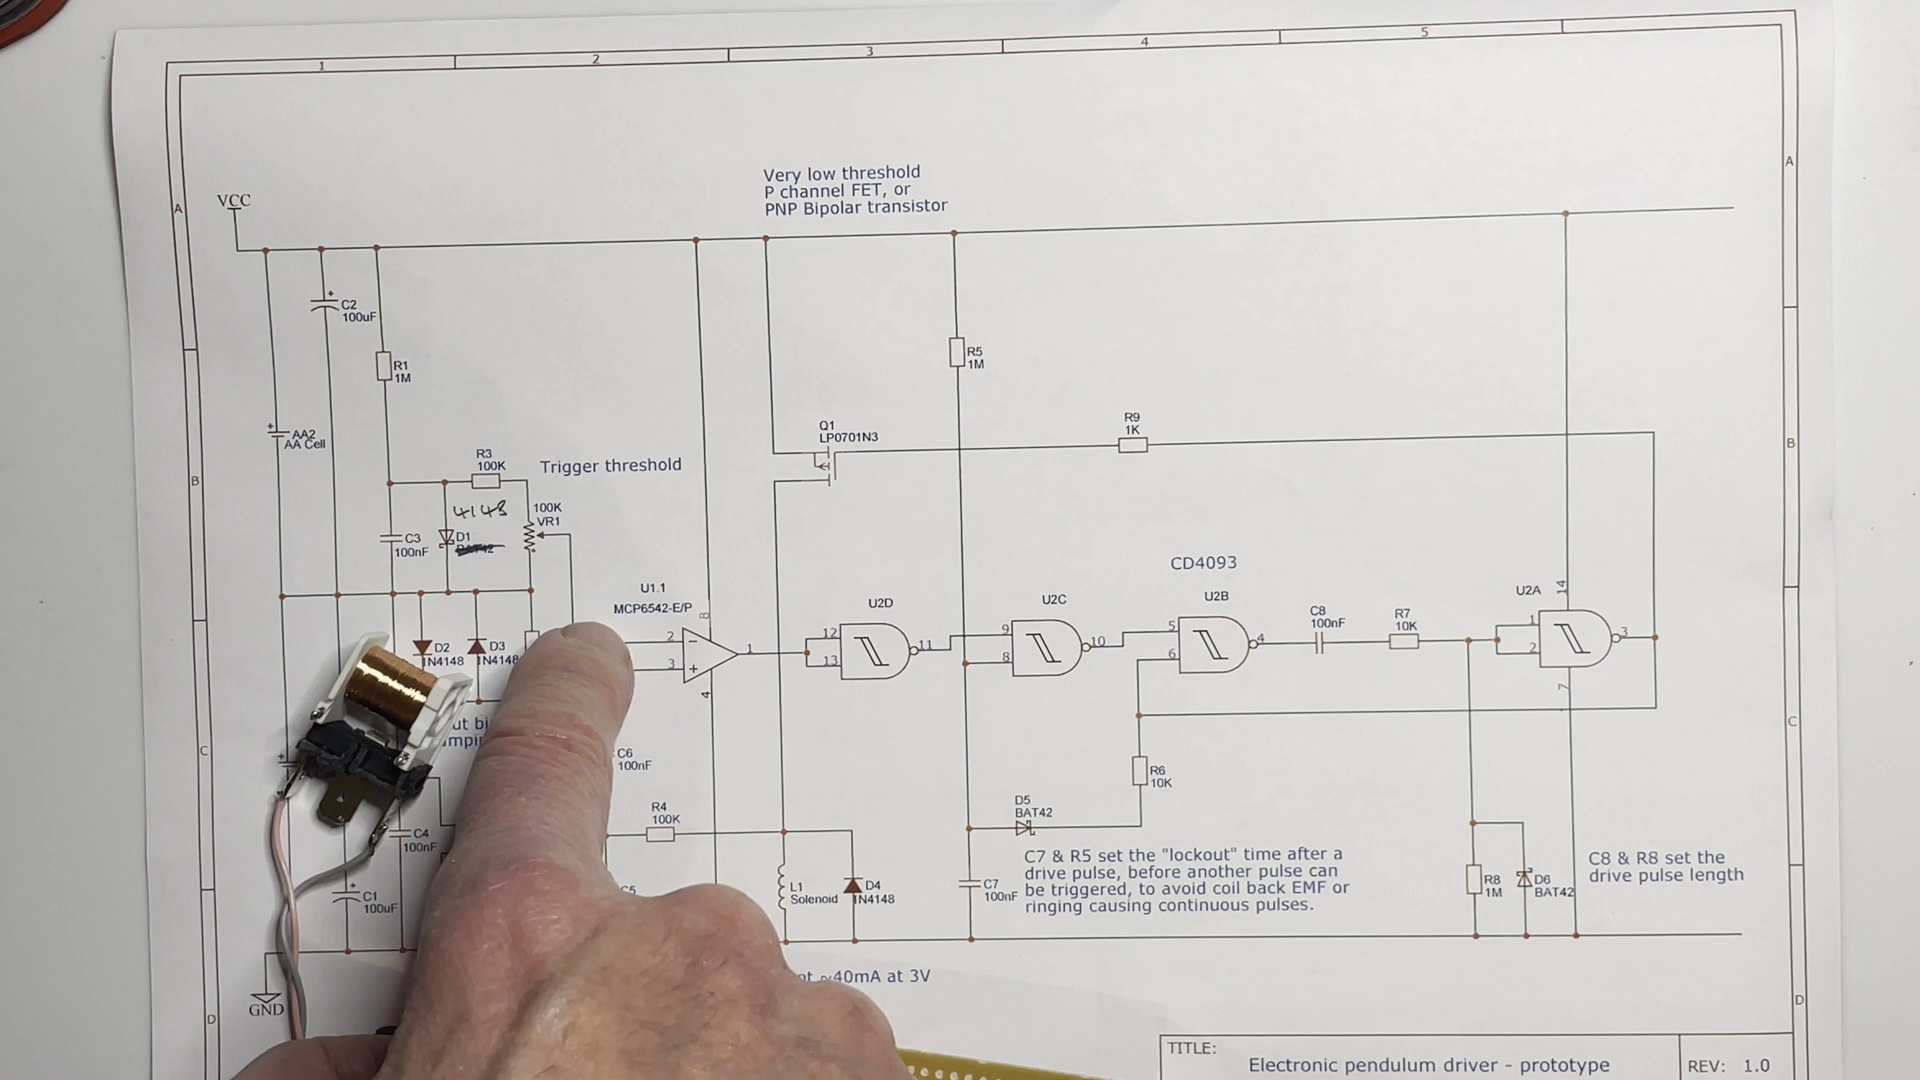 1
2
3
4
5
A
A
B
B
C
C
D
D
VCC
Very low threshold
P channel FET, or
PNP Bipolar transistor
C2
100uF
R1
1M
R5
1M
AA2
AA Cell
R3
100K
Trigger threshold
4148
D1
C3
100nF
100K
VR1
Q1
LP0701N3
R9
1K
CD4093
U1.1
MCP6542-E/P
8
2
3
1
4
D2
1N4148
D3
1N4148
U2D
12
13
11
U2C
9
8
10
U2B
5
6
4
C8
100nF
R7
10K
U2A
14
1
2
3
7
C6
100nF
R4
100K
C4
100nF
C1
100uF
C5
L1
Solenoid
D4
1N4148
C7
100nF
D5
BAT42
R6
10K
C7 & R5 set the "lockout" time after a
drive pulse, before another pulse can
be triggered, to avoid coil back EMF or
ringing causing continuous pulses.
R8
1M
D6
BAT42
C8 & R8 set the
drive pulse length
~40mA at 3V
GND
TITLE:
Electronic pendulum driver - prototype
REV: 1.0